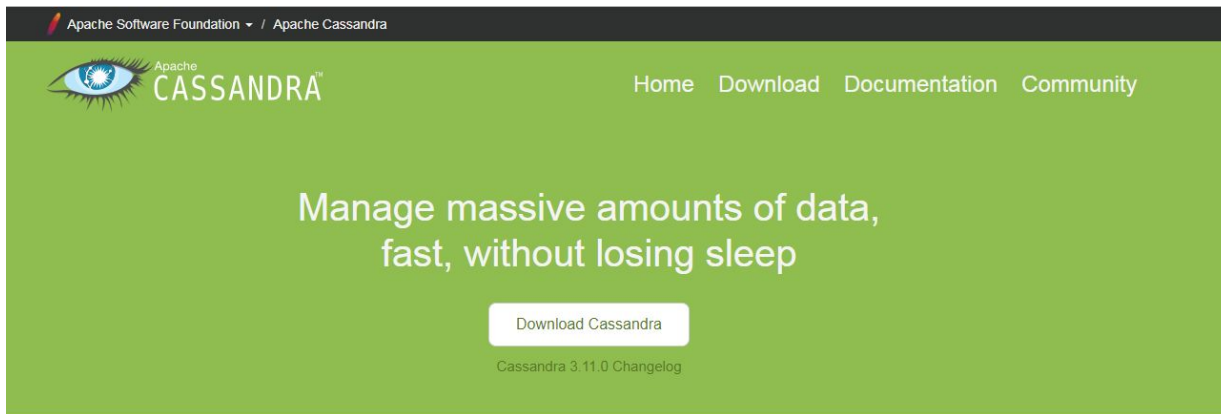 Apache Software Foundation / Apache Cassandra
Apache
CASSANDRA™
Home Download Documentation Community
Manage massive amounts of data,
fast, without losing sleep
Download Cassandra
Cassandra 3.11.0 Changelog